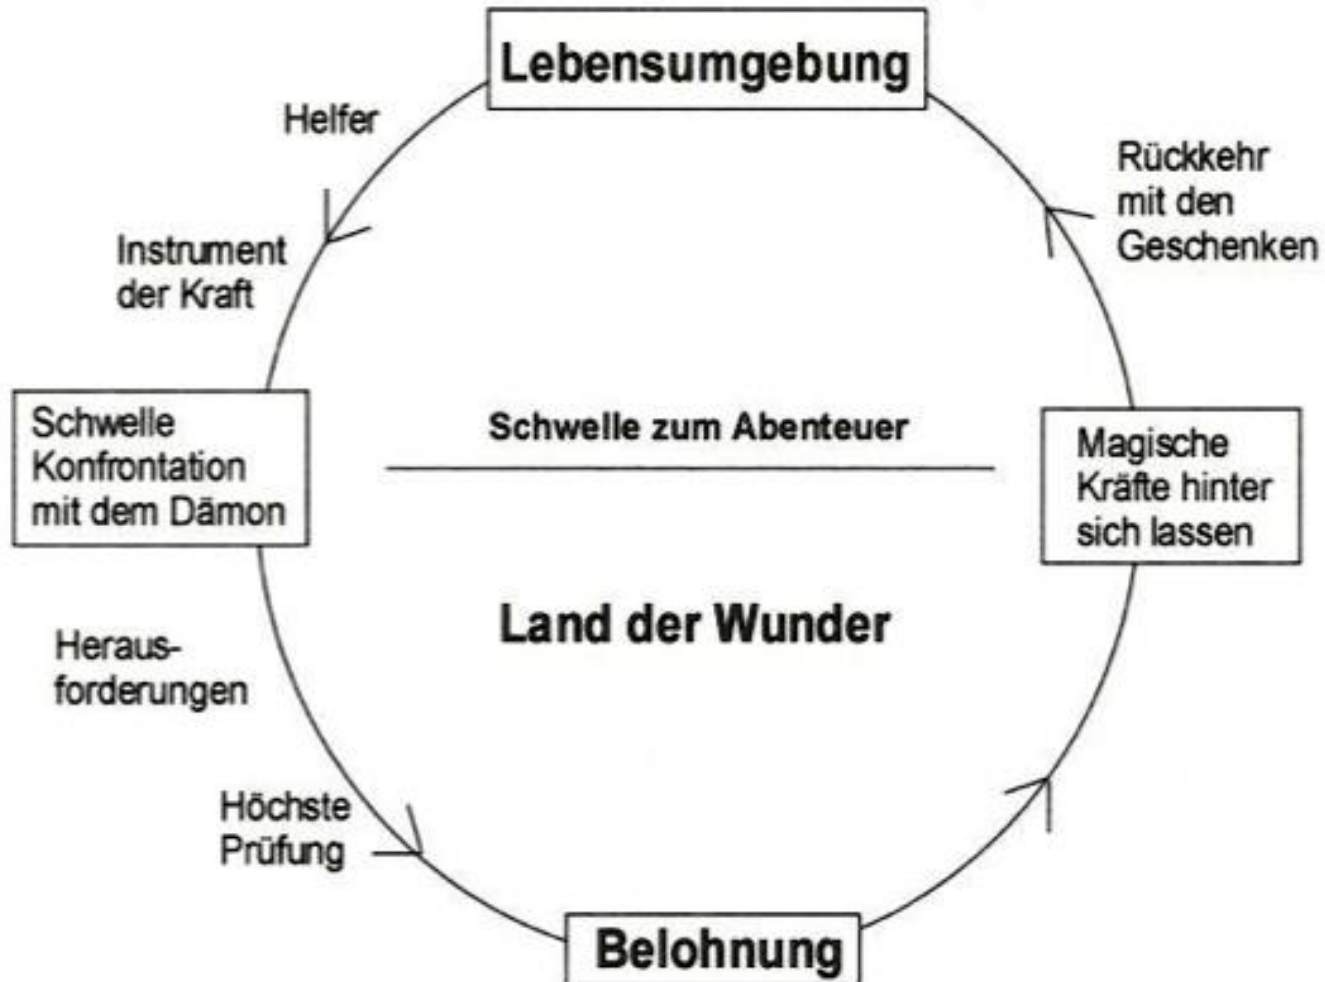 Lebensumgebung
Helfer
Rückkehr
mit den
Geschenken
Instrument
der Kraft
Schwelle
Konfrontation
mit dem Dämon
Schwelle zum Abenteuer
Magische
Kräfte hinter
sich lassen
Land der Wunder
Heraus-
forderungen
Höchste
Prüfung
Belohnung